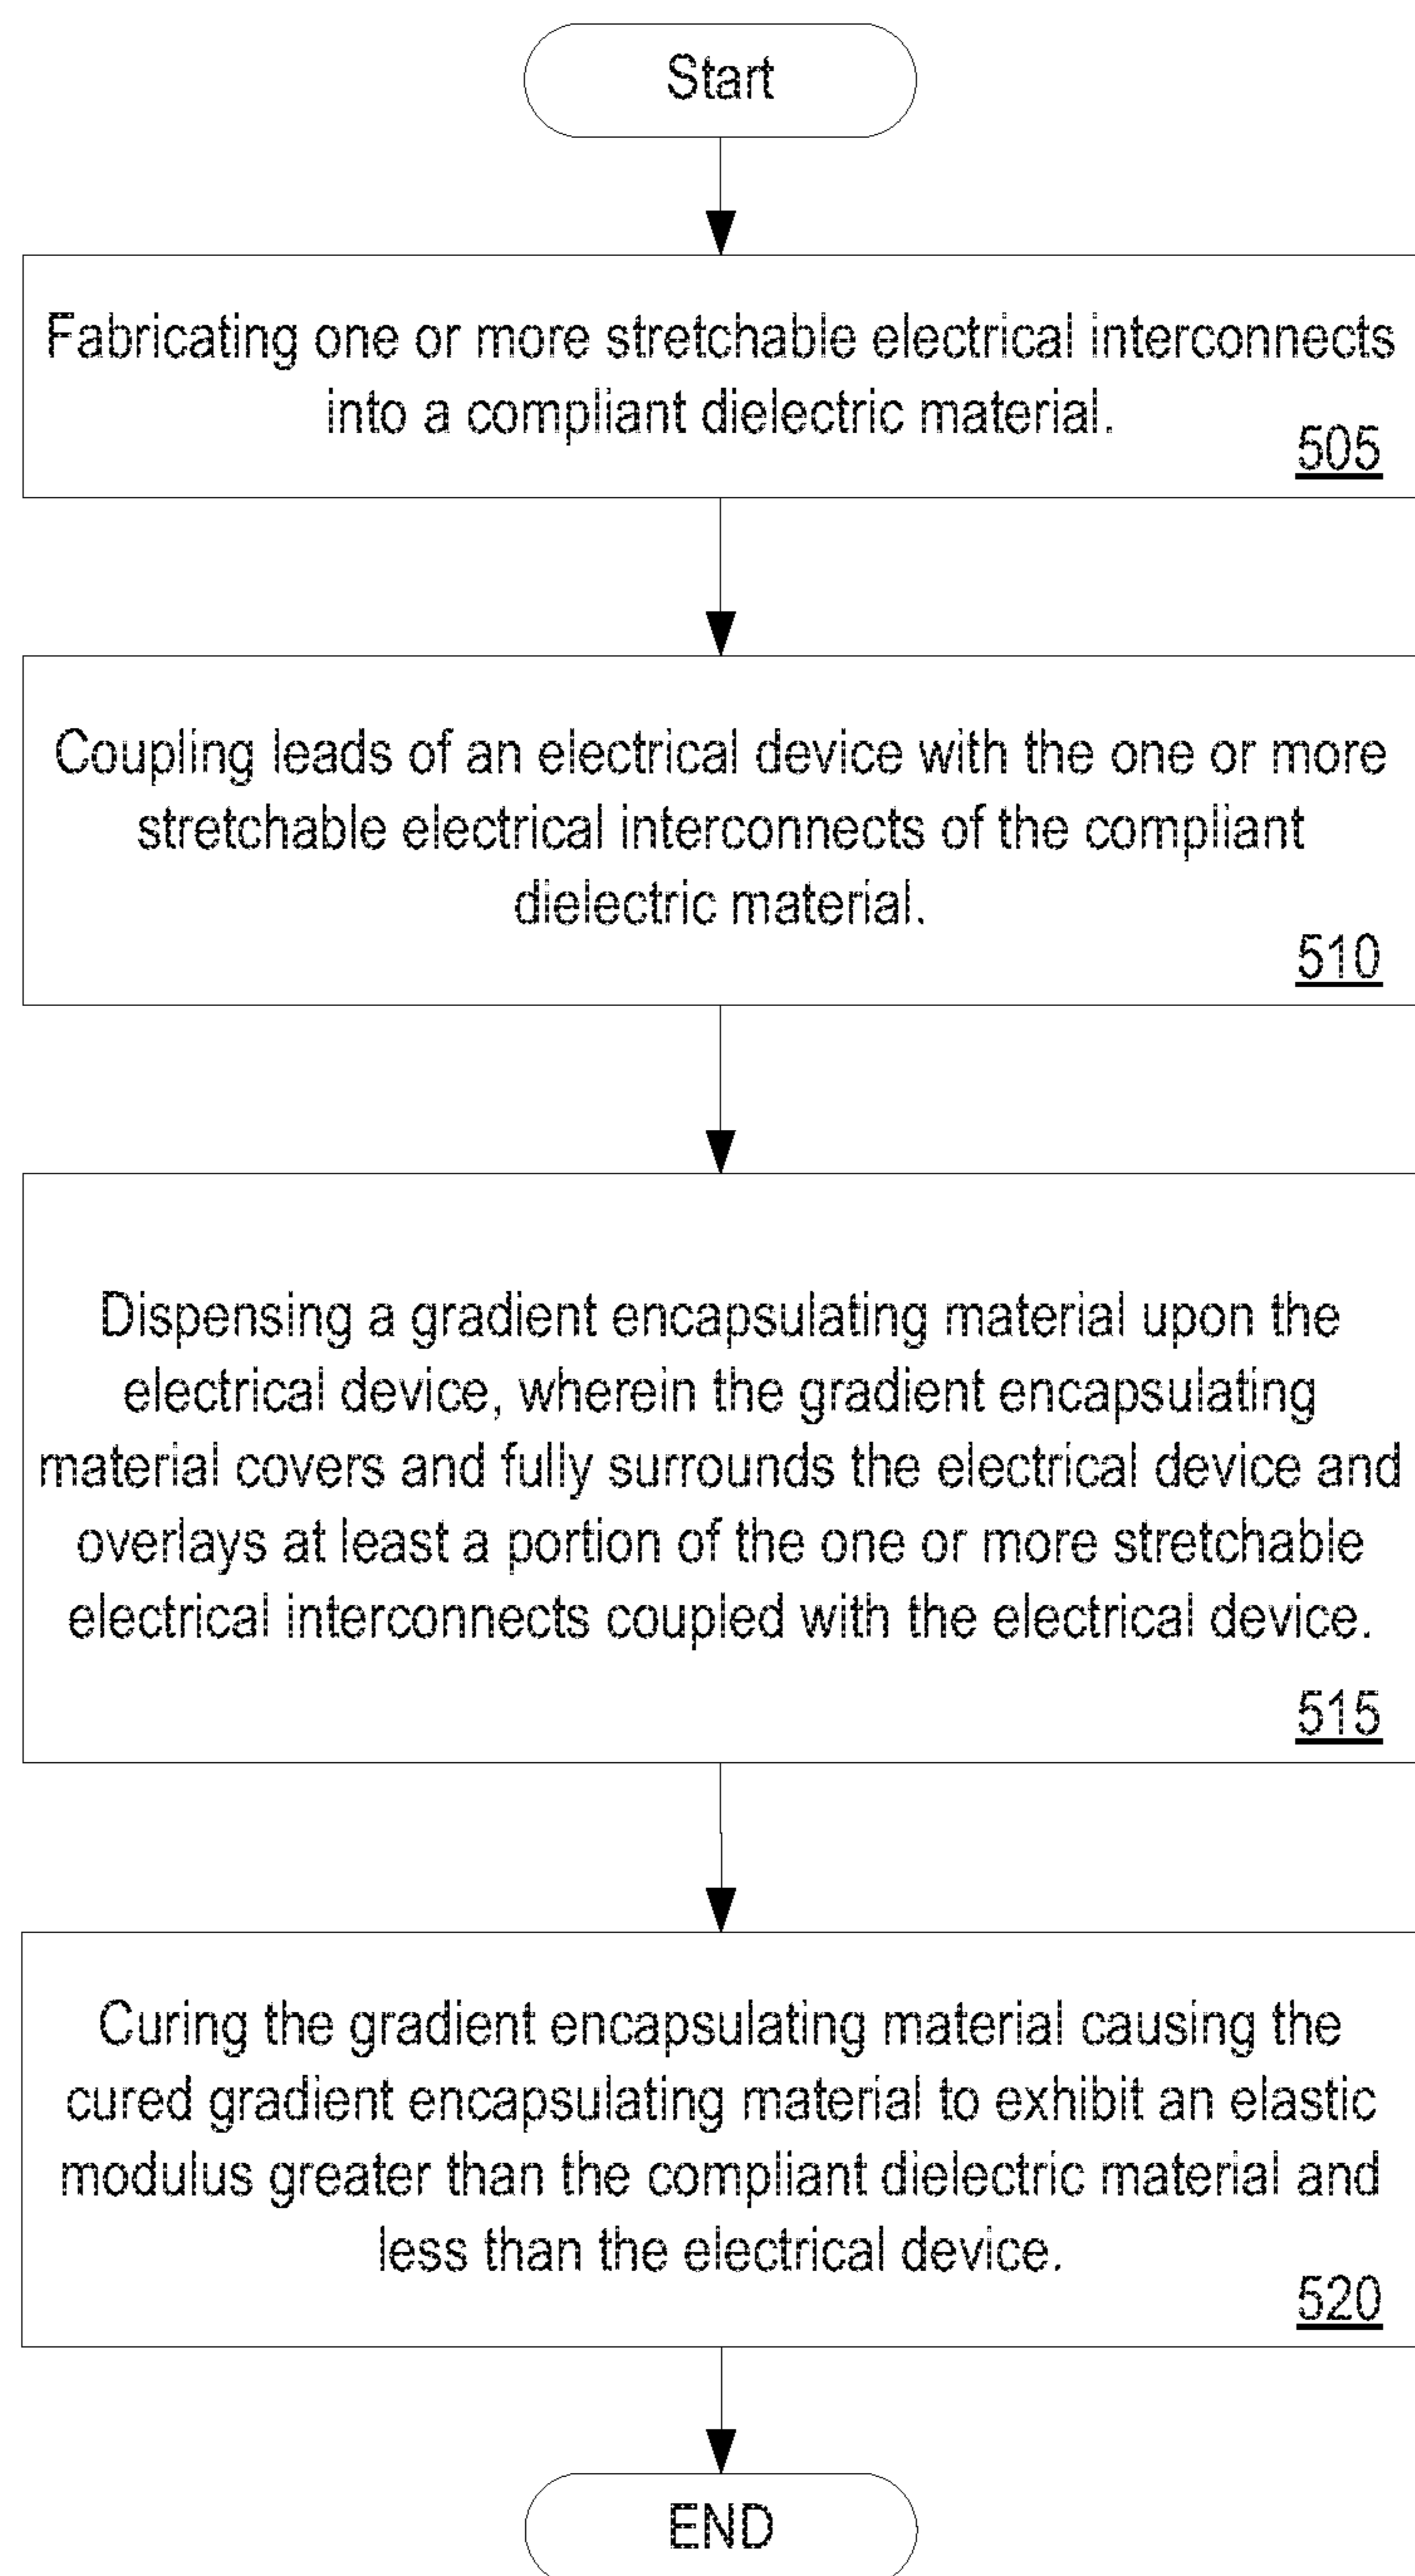 Start
Fabricating one or more stretchable electrical interconnects
into a compliant dielectric material.
505
Coupling leads of an electrical device with the one or more
stretchable electrical interconnects of the compliant
dielectric material.
510
Dispensing a gradient encapsulating material upon the
electrical device, wherein the gradient encapsulating
material covers and fully surrounds the electrical device and
overlays at least a portion of the one or more stretchable
electrical interconnects coupled with the electrical device.
515
Curing the gradient encapsulating material causing the
cured gradient encapsulating material to exhibit an elastic
modulus greater than the compliant dielectric material and
less than the electrical device.
520
END